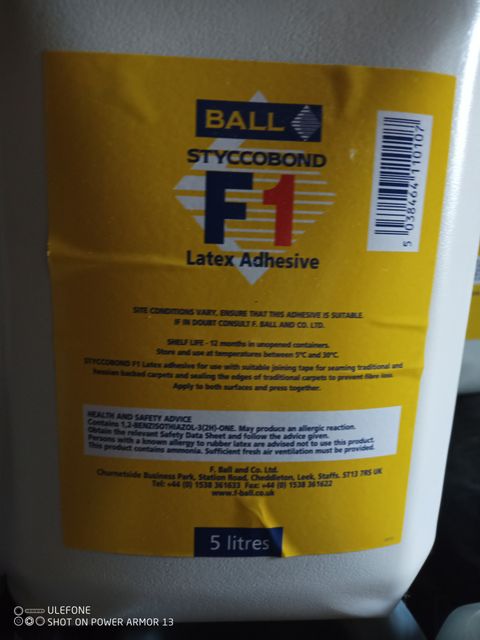 BALL
STYCCOBOND
F1
Latex Adhesive
5 038464 110107
SITE CONDITIONS VARY, ENSURE THAT THIS ADHESIVE IS SUITABLE.
IF IN DOUBT CONSULT F. BALL AND CO. LTD.
SHELF LIFE - 12 months in unopened containers.
Store and use at temperatures between 5°C and 30°C.
STYCCOBOND F1 Latex adhesive for use with suitable joining tape for seaming traditional and
hessian backed carpets and sealing the edges of traditional carpets to prevent fibre loss.
Apply to both surfaces and press together.
HEALTH AND SAFETY ADVICE
Contains 1,2-BENZISOTHIAZOL-3(2H)-ONE. May produce an allergic reaction.
Obtain the relevant Safety Data Sheet and follow the advice given.
Persons with a known allergy to rubber latex are advised not to use this product.
This product contains ammonia. Sufficient fresh air ventilation must be provided.
F. Ball and Co. Ltd.
Churnetside Business Park, Station Road, Cheddleton, Leek, Staffs. ST13 7RS UK
Tel: +44 (0) 1538 361633 Fax: +44 (0) 1538 361622
www.f-ball.co.uk
5 litres
ULEFONE
SHOT ON POWER ARMOR 13